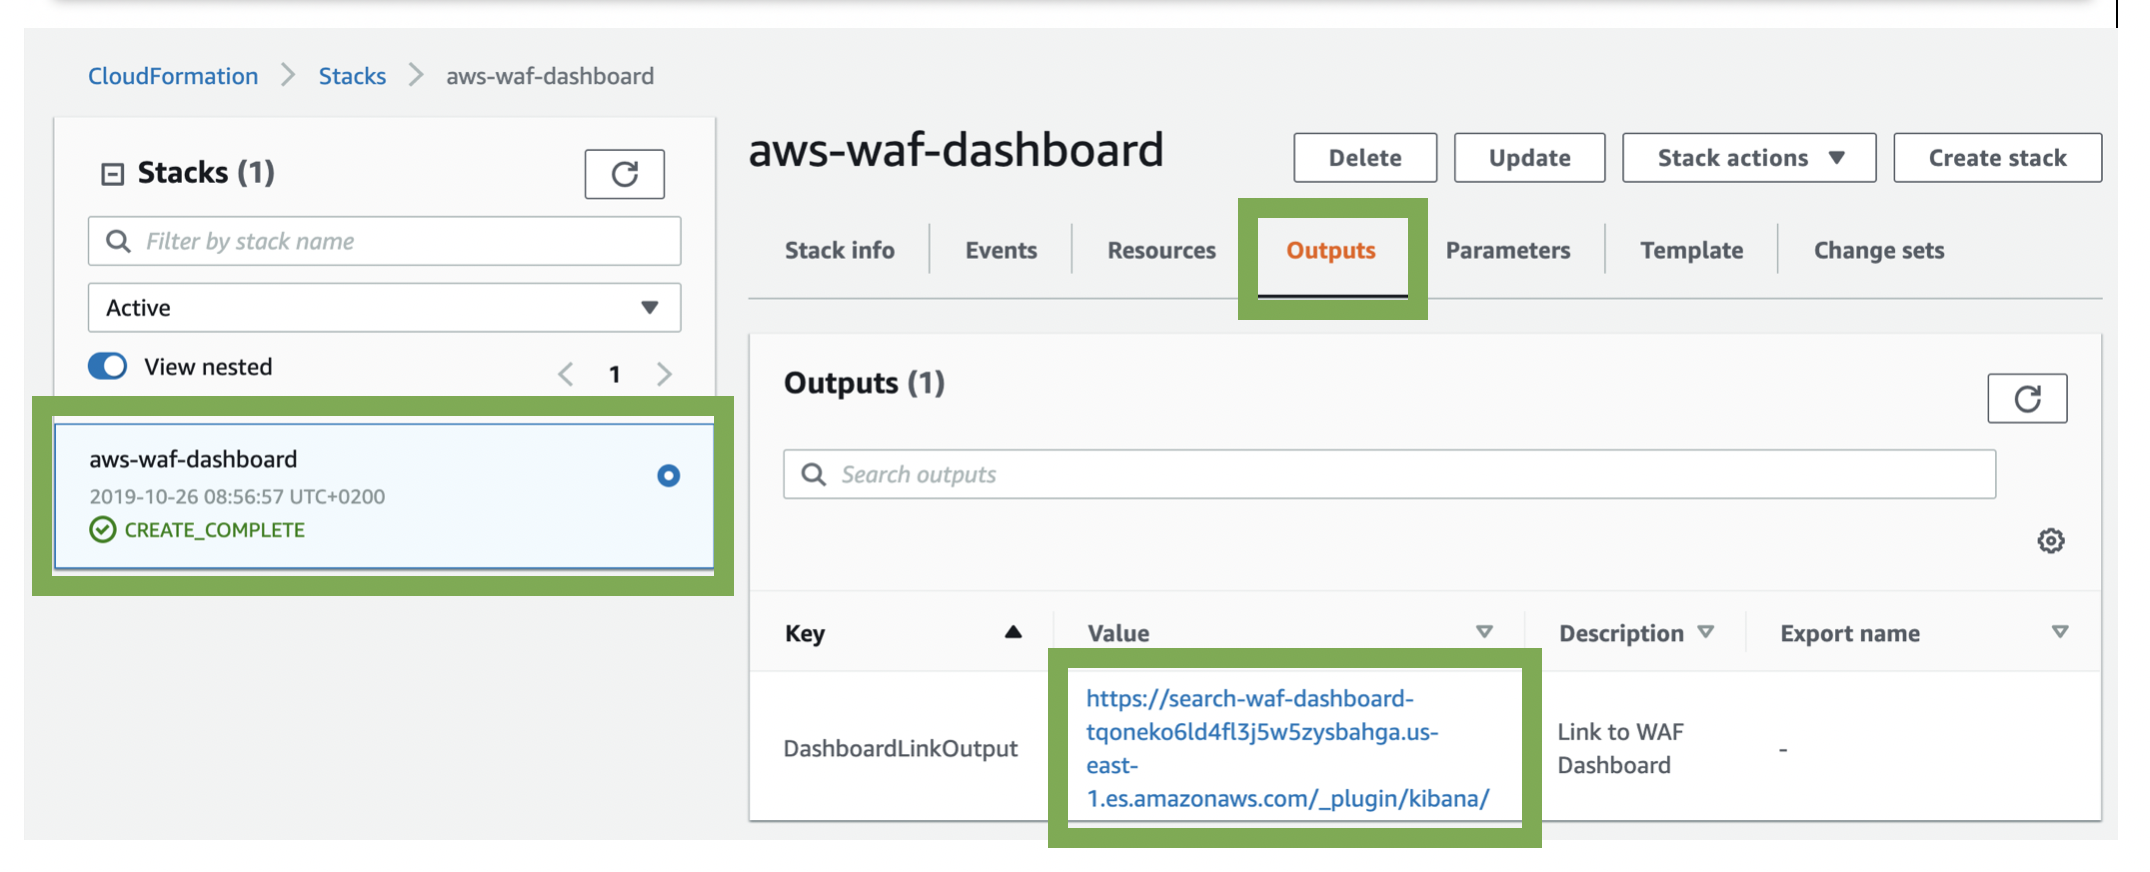 CloudFormation > Stacks > aws-waf-dashboard
Stacks (1)
Filter by stack name
Active
View nested
< 1 >
aws-waf-dashboard
2019-10-26 08:56:57 UTC+0200
CREATE_COMPLETE
aws-waf-dashboard
Delete Update Stack actions Create stack
Stack info Events Resources Outputs Parameters Template Change sets
Outputs (1)
Search outputs
Key Value Description Export name
DashboardLinkOutput
https://search-waf-dashboard-
tqoneko6ld4fl3j5w5zysbahga.us-
east-
1.es.amazonaws.com/_plugin/kibana/
Link to WAF
Dashboard
-